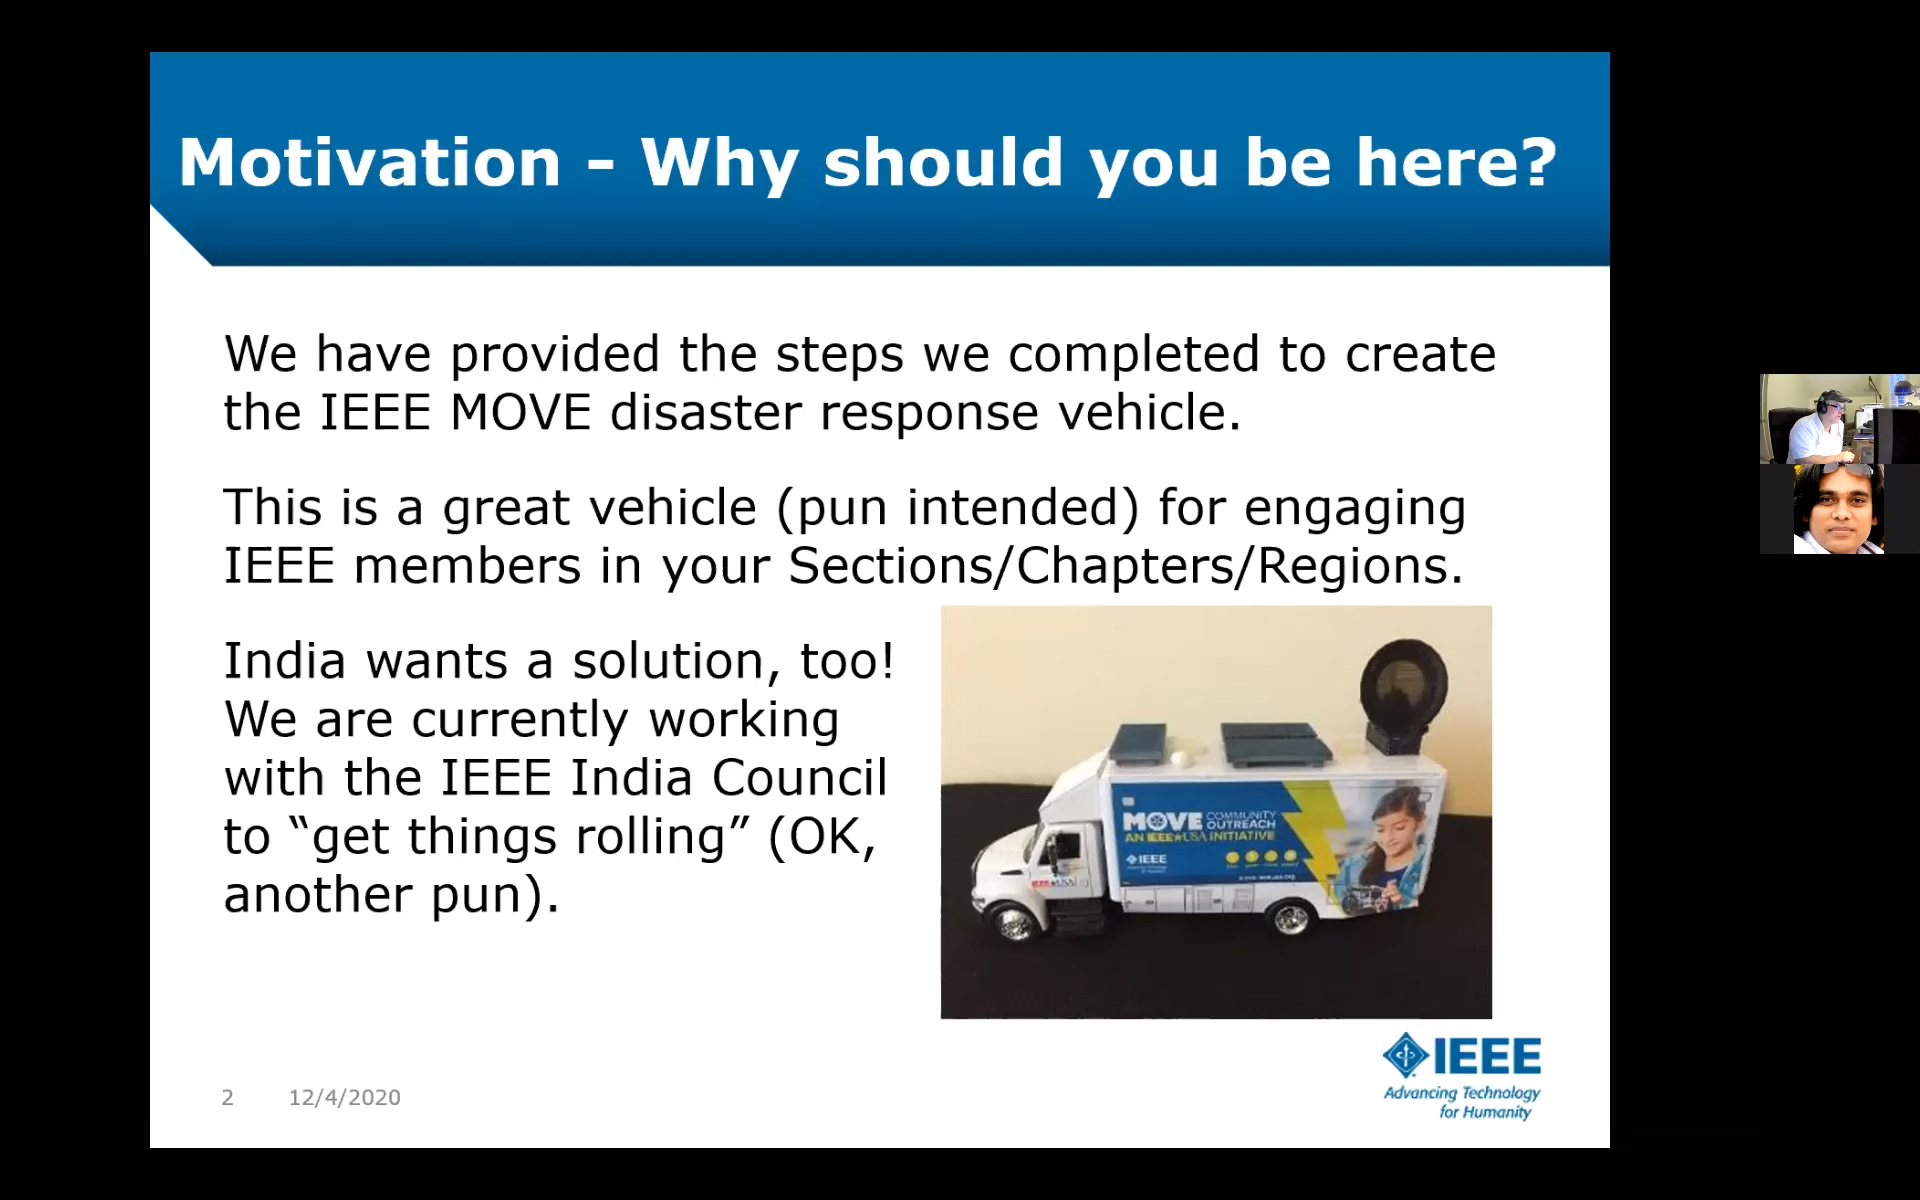 Motivation - Why should you be here?
We have provided the steps we completed to create
the IEEE MOVE disaster response vehicle.
This is a great vehicle (pun intended) for engaging
IEEE members in your Sections/Chapters/Regions.
India wants a solution, too!
We are currently working
with the IEEE India Council
to “get things rolling” (OK,
another pun).
MOVE COMMUNITY
OUTREACH
AN IEEE★USA INITIATIVE
IEEE
IEEE
Advancing Technology
for Humanity
2 12/4/2020